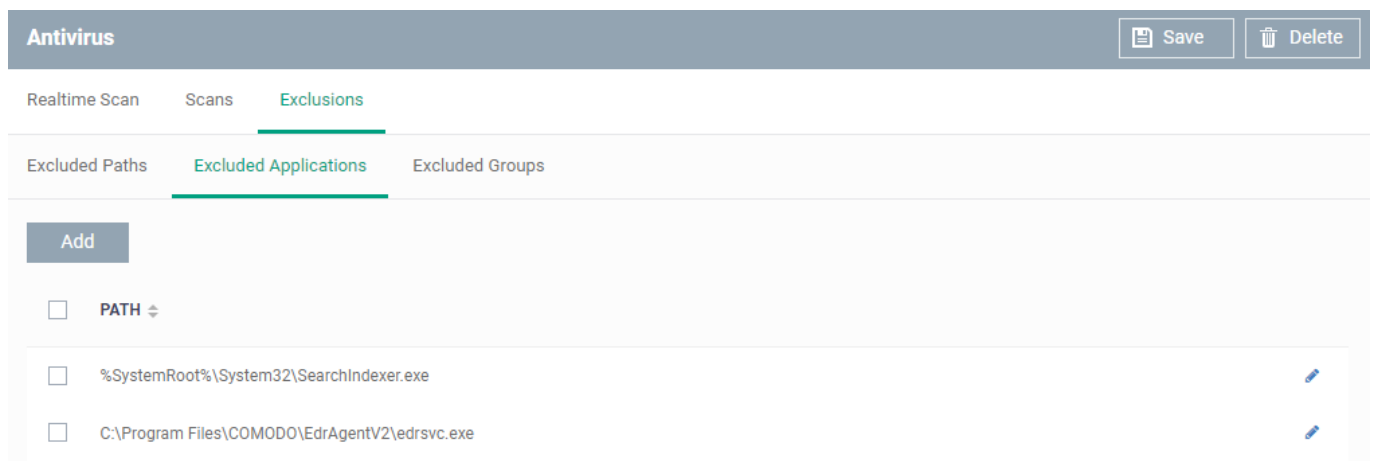 Antivirus Save Delete
Realtime Scan Scans Exclusions
Excluded Paths Excluded Applications Excluded Groups
Add
PATH
%SystemRoot%\System32\SearchIndexer.exe
C:\Program Files\COMODO\EdrAgentV2\edrsvc.exe